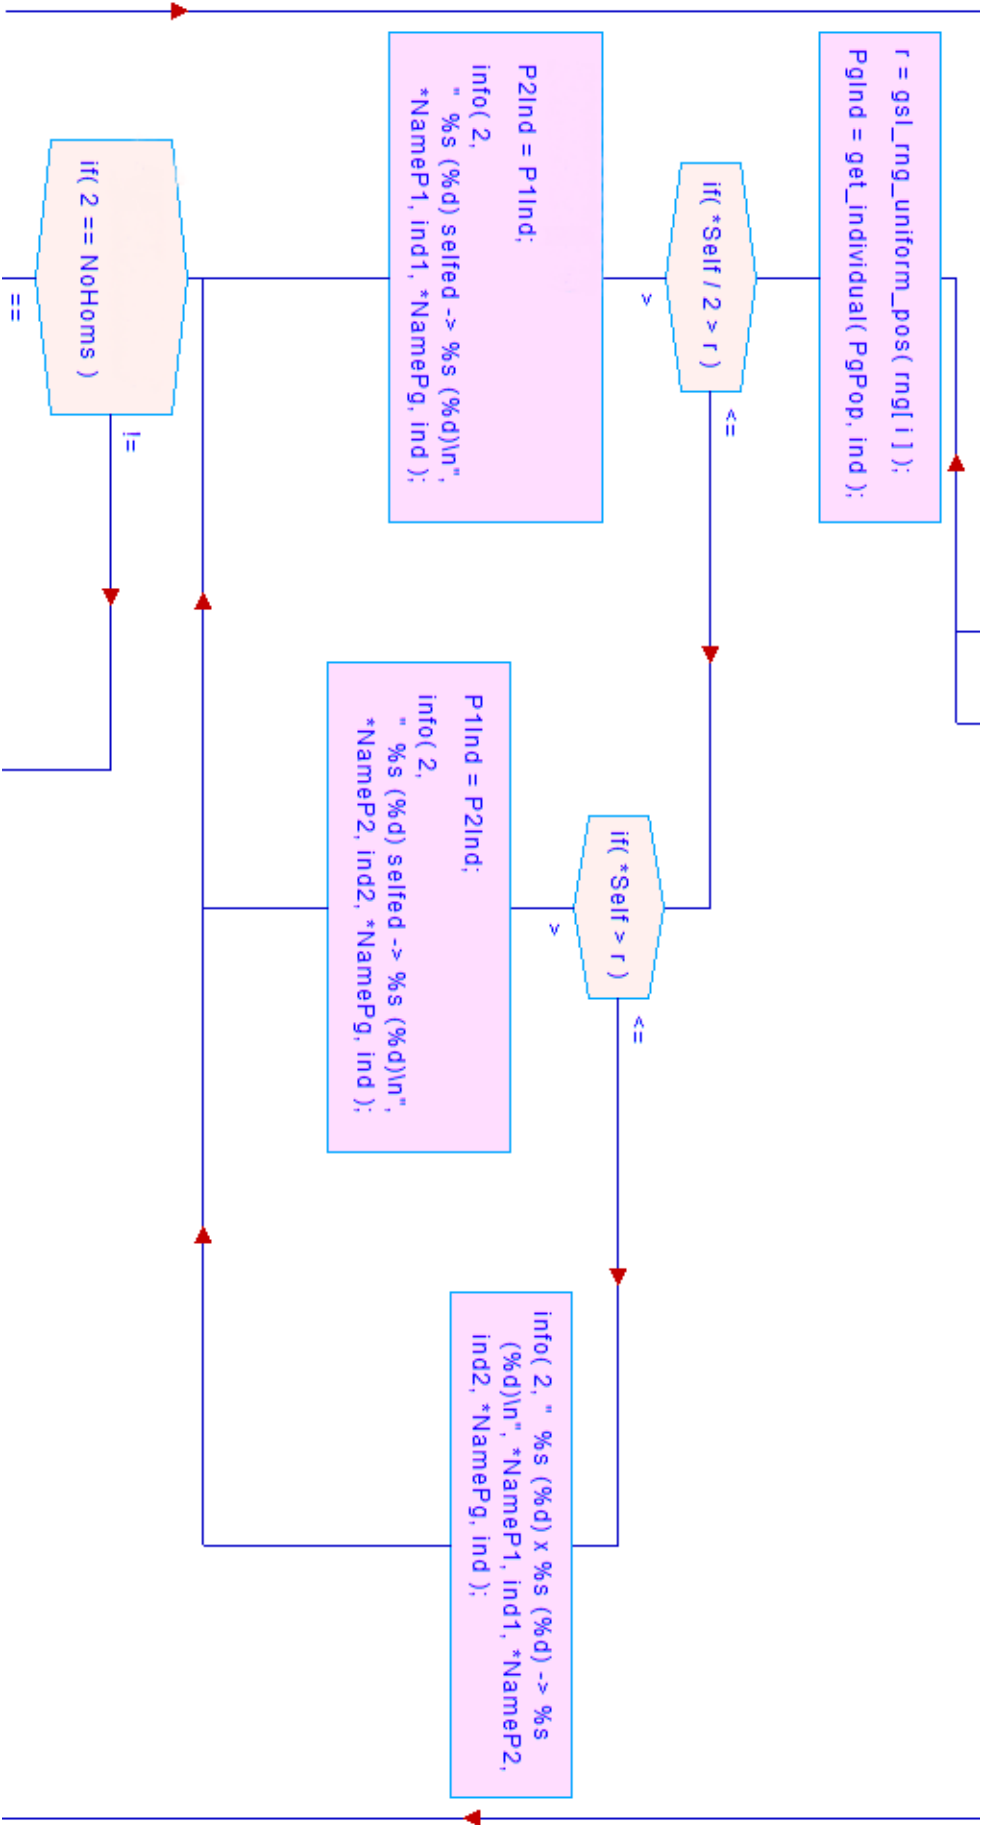 r = gsl_rng_uniform_pos( rng[ i ] );
PgInd = get_individual( PgPop, ind );
if( *Self / 2 > r )
>
<=
P2Ind = P1Ind;
info( 2,
"  %s (%d) selfed -> %s (%d)\n",
*NameP1, ind1, *NamePg, ind );
if( *Self > r )
>
<=
P1Ind = P2Ind;
info( 2,
"  %s (%d) selfed -> %s (%d)\n",
*NameP2, ind2, *NamePg, ind );
info( 2, "  %s (%d) x %s (%d) -> %s
(%d)\n", *NameP1, ind1, *NameP2,
ind2, *NamePg, ind );
if( 2 == NoHoms )
==
!=